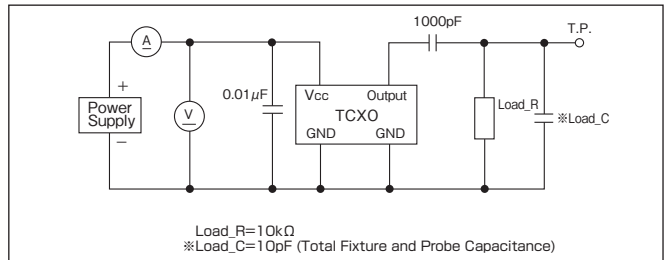 1000pF
T.P.
A
+
Power
Supply
−
V
0.01μF
Vcc Output
TCXO
GND GND
Load_R
※Load_C
Load_R=10kΩ
※Load_C=10pF (Total Fixture and Probe Capacitance)